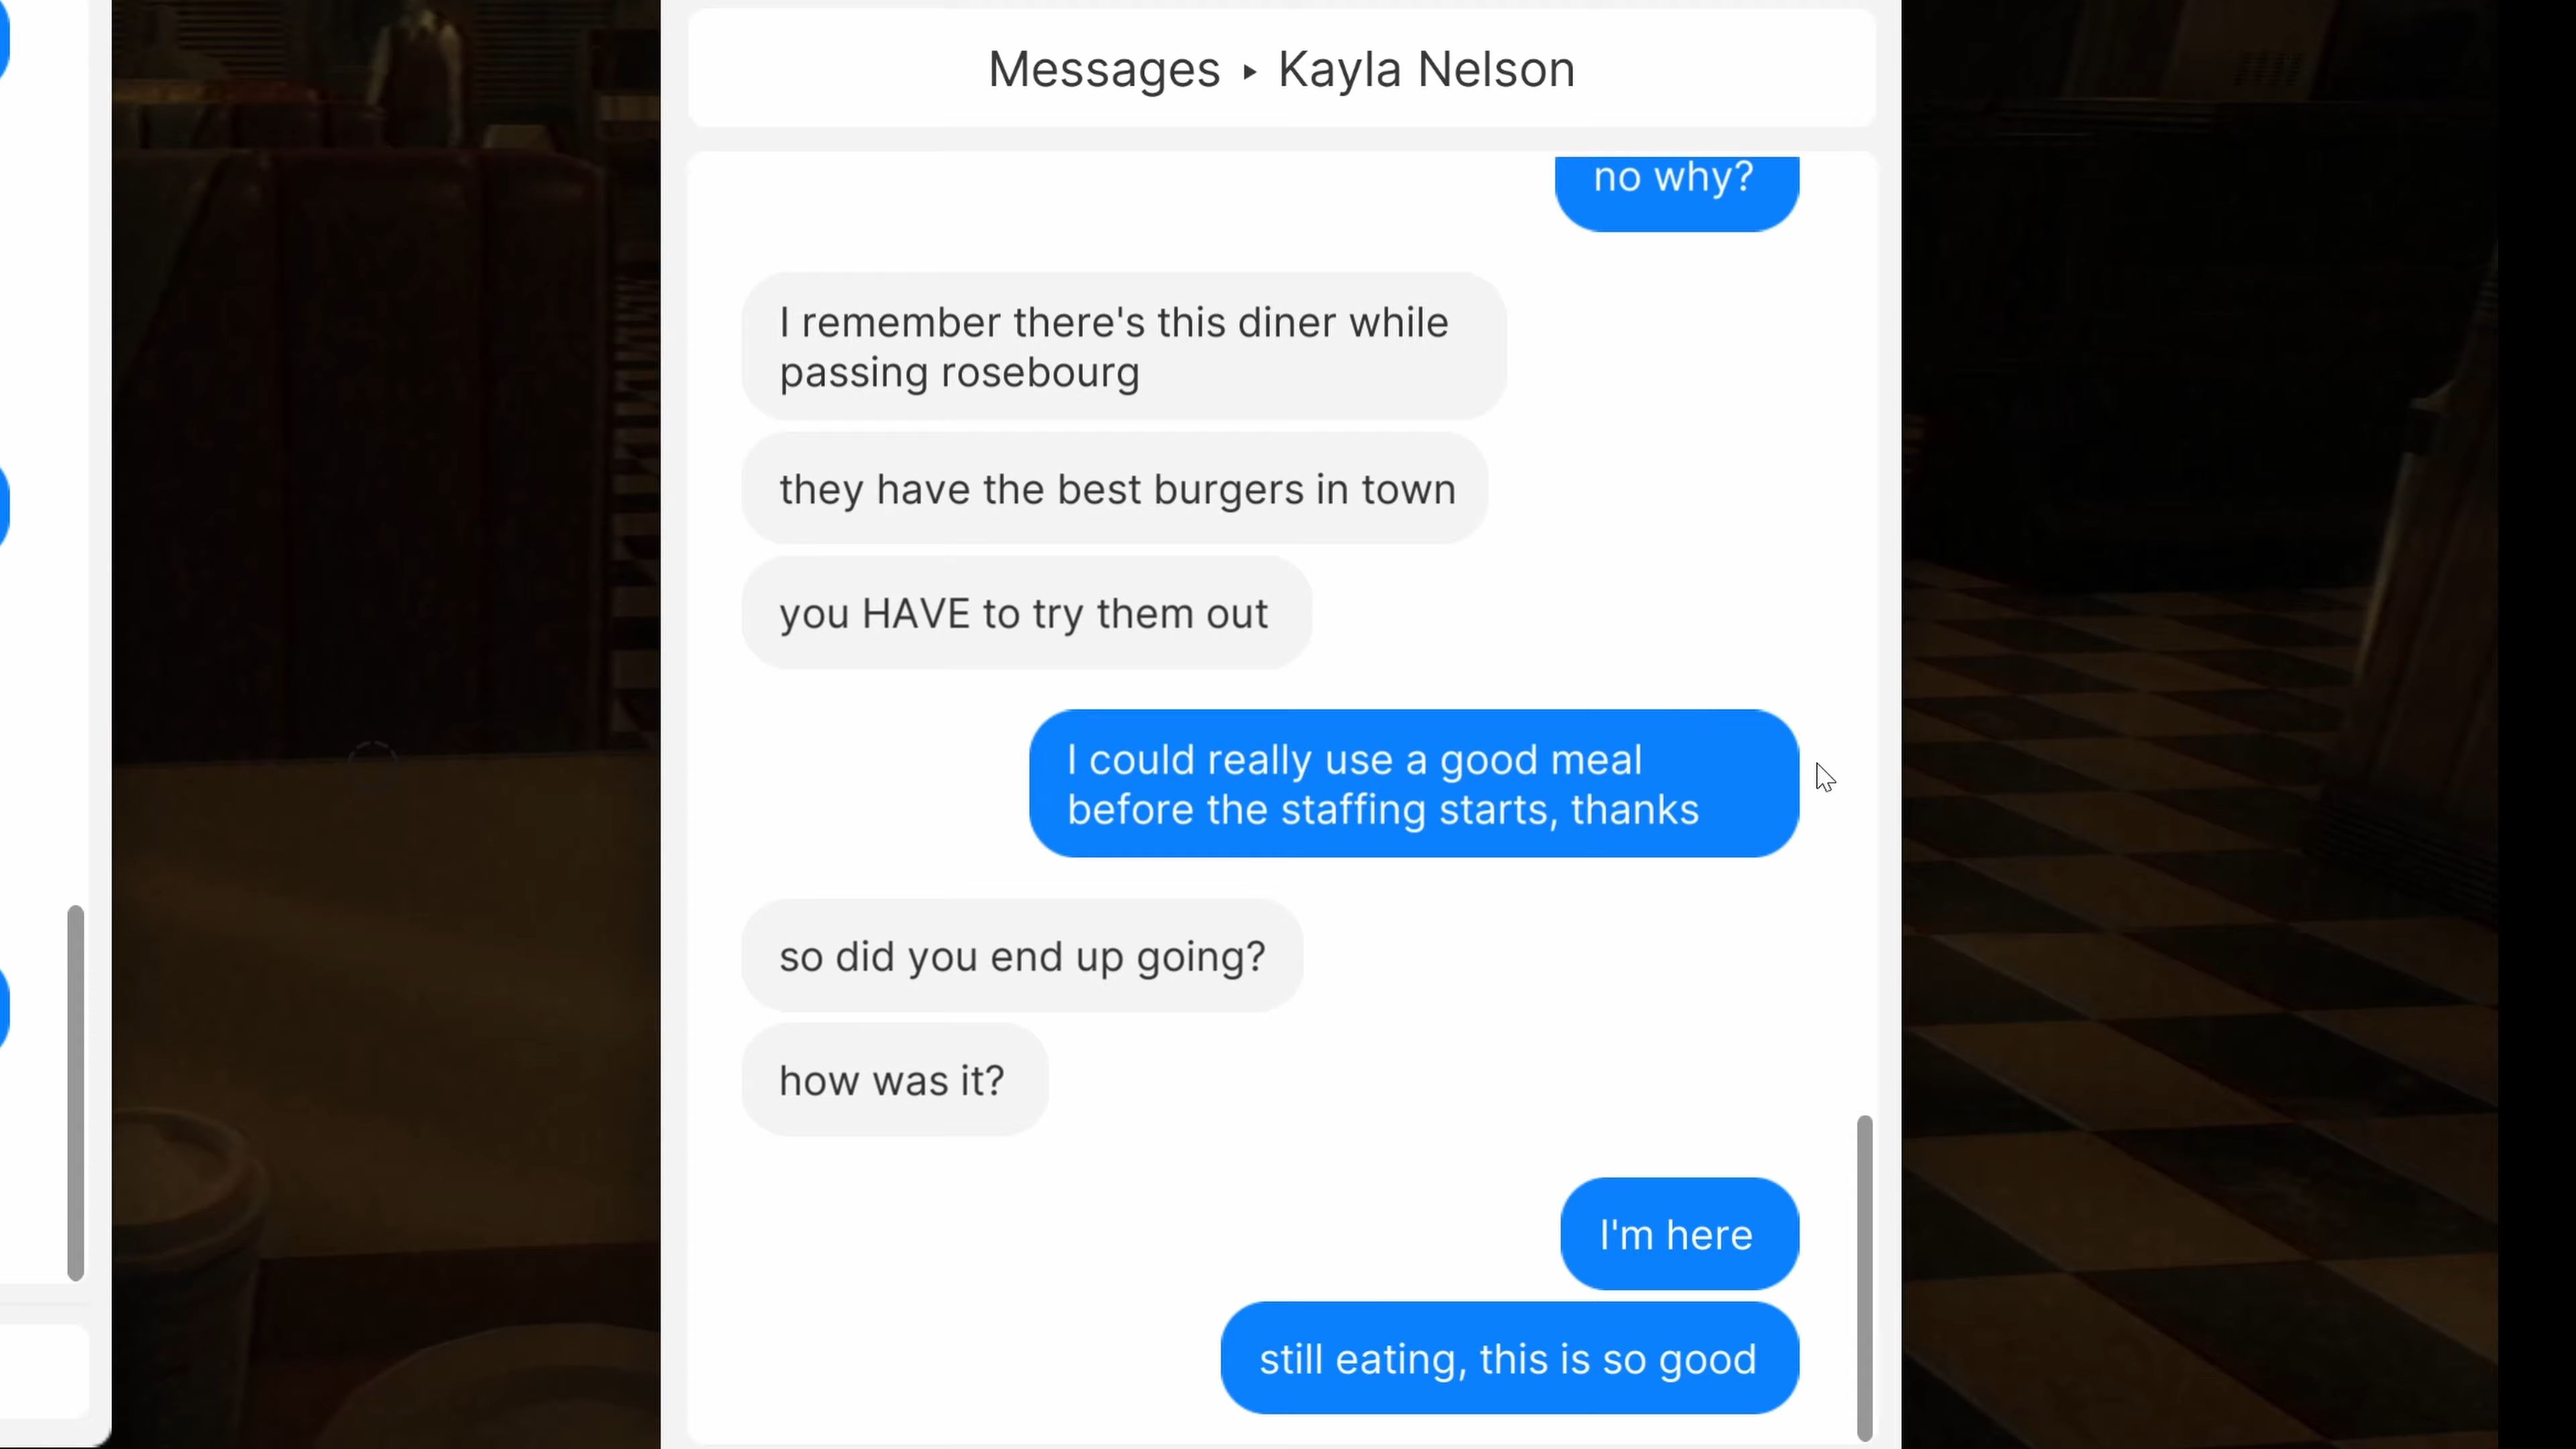 Messages ▸ Kayla Nelson
no why?
I remember there's this diner while
passing rosebourg
they have the best burgers in town
you HAVE to try them out
I could really use a good meal
before the staffing starts, thanks
so did you end up going?
how was it?
I'm here
still eating, this is so good